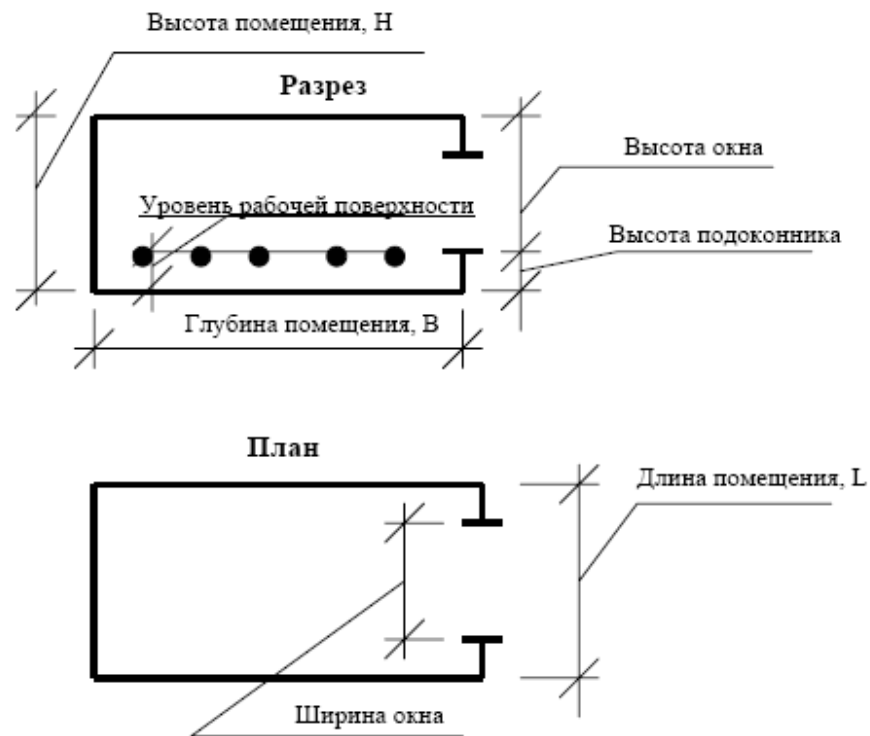 Высота помещения, Н
Разрез
Высота окна
Уровень рабочей поверхности
Высота подоконника
Глубина помещения, В
План
Длина помещения, L
Ширина окна